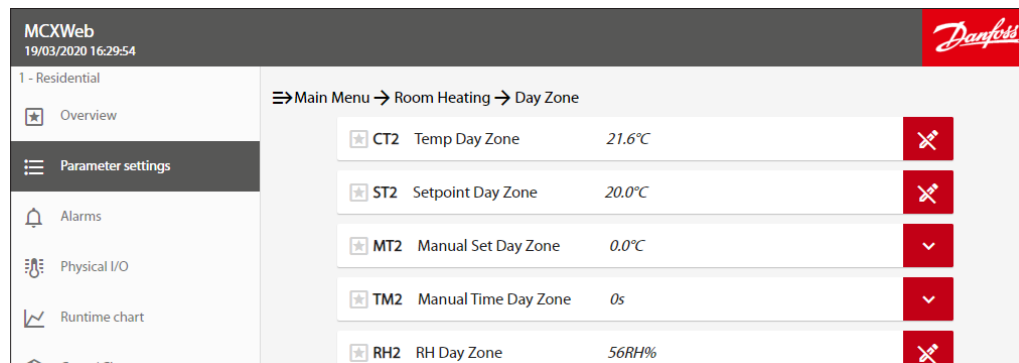 MCXWeb
19/03/2020 16:29:54
Danfoss
1 - Residential
Overview
Parameter settings
Alarms
Physical I/O
Runtime chart
Main Menu → Room Heating → Day Zone
CT2 Temp Day Zone 21.6°C
ST2 Setpoint Day Zone 20.0°C
MT2 Manual Set Day Zone 0.0°C
TM2 Manual Time Day Zone 0s
RH2 RH Day Zone 56RH%